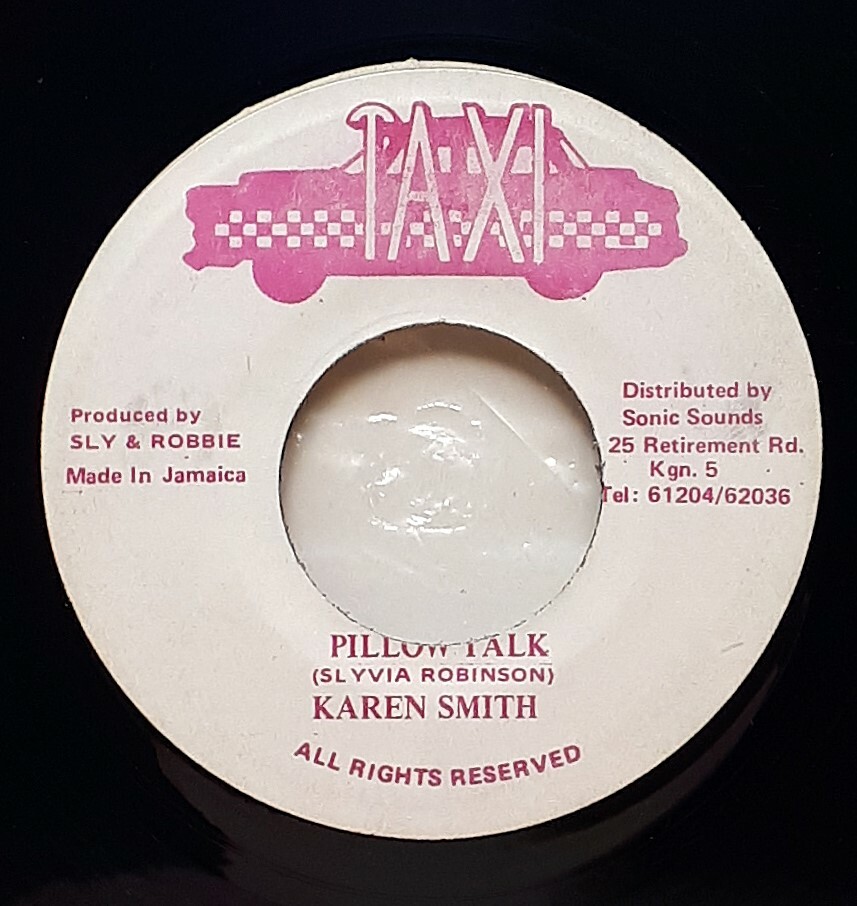 TAXI
Produced by
SLY & ROBBIE
Made In Jamaica
Distributed by
Sonic Sounds
25 Retirement Rd.
Kgn. 5
Tel: 61204/62036
PILLOW TALK
(SLYVIA ROBINSON)
KAREN SMITH
ALL RIGHTS RESERVED